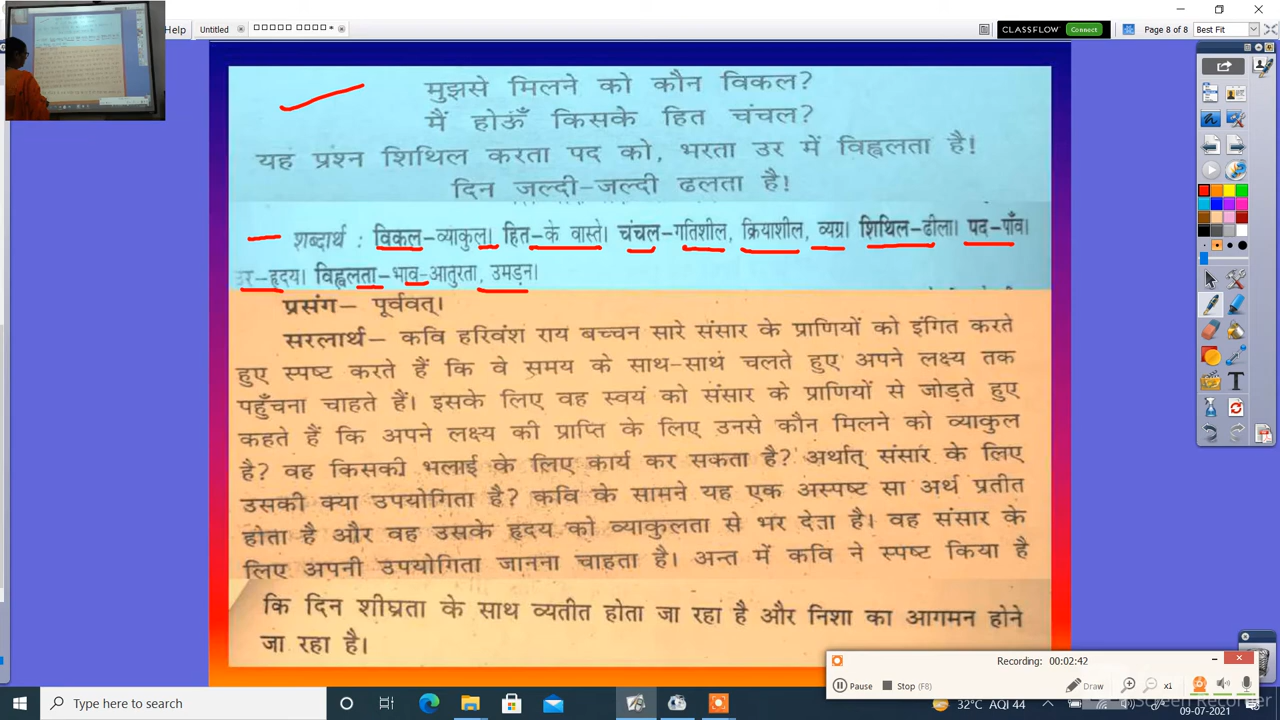 Help
Untitled
CLASSFLOW
Connect
Page 8 of 8
Best Fit
मुझसे मिलने को कौन विकल?
मैं होऊँ किसके हित चंचल?
यह प्रश्न शिथिल करता पद को, भरता उर में विह्वलता है!
दिन जल्दी-जल्दी ढलता है!
शब्दार्थ : विकल–व्याकुल। हित–के वास्ते। चंचल–गतिशील, क्रियाशील, व्यग्र। शिथिल–ढीला। पद–पाँव।
उर–हृदय। विह्वलता–भाव-आतुरता, उमड़न।
प्रसंग– पूर्ववत्।
सरलार्थ– कवि हरिवंश राय बच्चन सारे संसार के प्राणियों को इंगित करते
हुए स्पष्ट करते हैं कि वे समय के साथ-साथं चलते हुए अपने लक्ष्य तक
पहुँचना चाहते हैं। इसके लिए वह स्वयं को संसार के प्राणियों से जोड़ते हुए
कहते हैं कि अपने लक्ष्य की प्राप्ति के लिए उनसे कौन मिलने को व्याकुल
है? वह किसकी भलाई के लिए कार्य कर सकता है? अर्थात् संसार के लिए
उसकी क्या उपयोगिता है? कवि के सामने यह एक अस्पष्ट सा अर्थ प्रतीत
होता है और वह उसके हृदय को व्याकुलता से भर देता है। वह संसार के
लिए अपनी उपयोगिता जानना चाहता है। अन्त में कवि ने स्पष्ट किया है
कि दिन शीघ्रता के साथ व्यतीत होता जा रहा है और निशा का आगमन होने
जा रहा है।
Recording: 00:02:42
Pause
Stop (F8)
Draw
x1
Screen Recorder
Type here to search
32°C AQI 44
09-07-2021